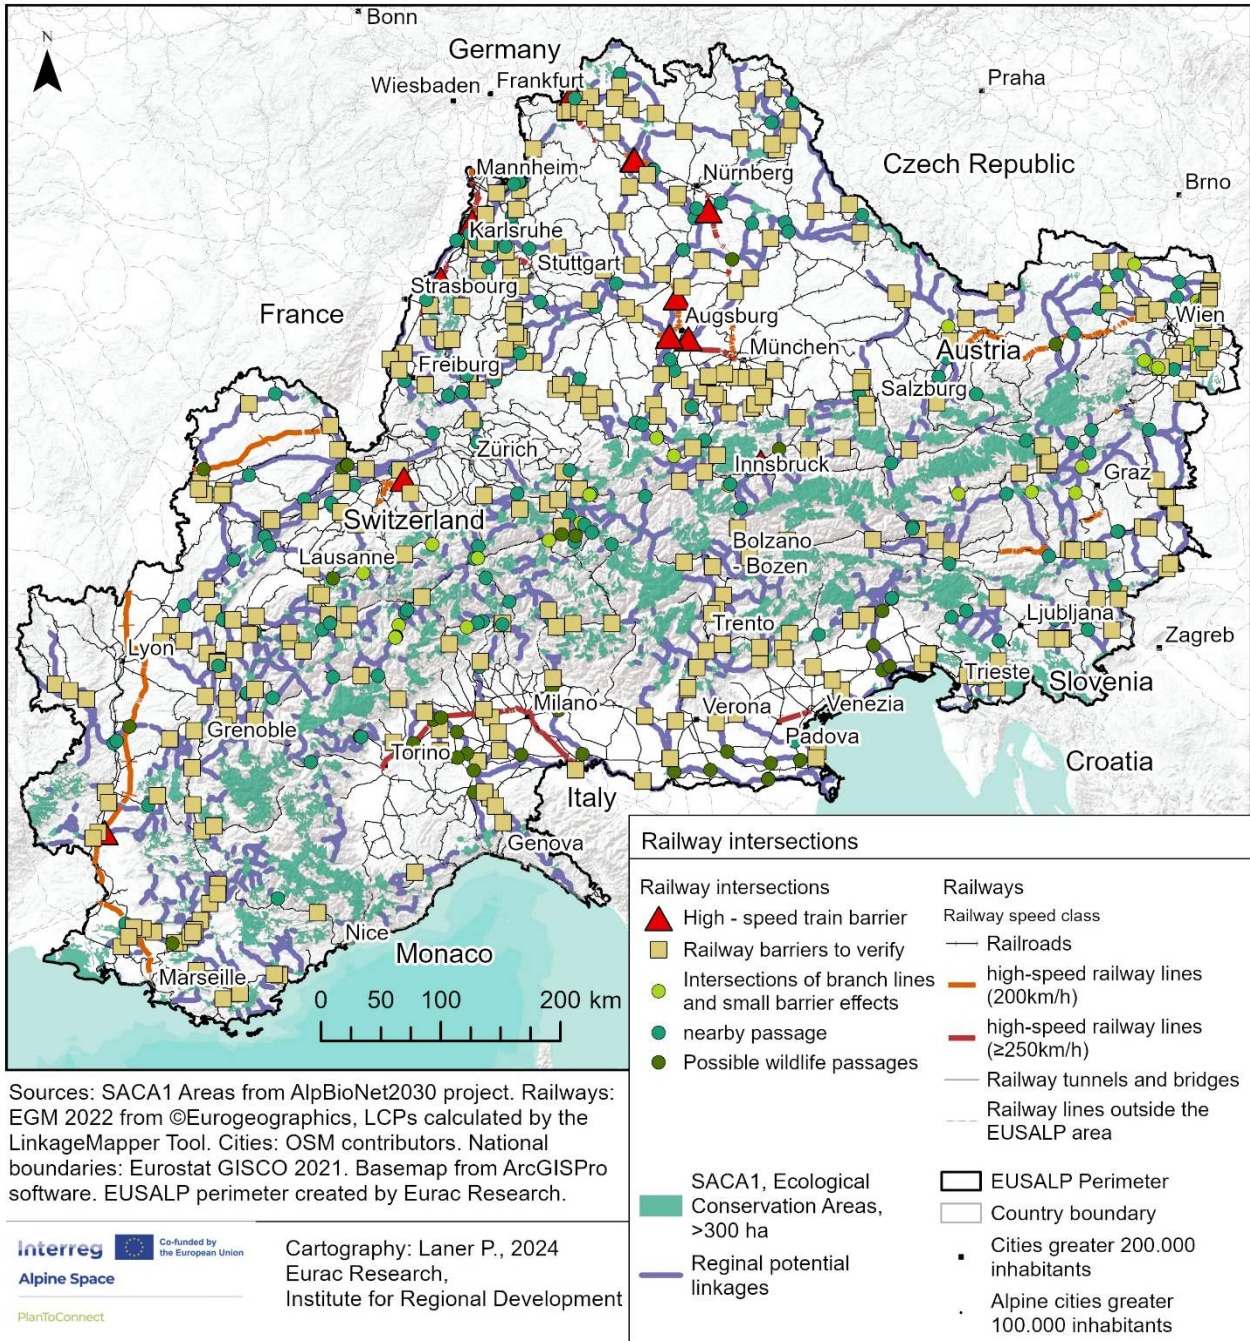 Bonn
N
Germany
Wiesbaden
Frankfurt
Praha
Czech Republic
Mannheim
Nürnberg
Brno
Karlsruhe
Stuttgart
Strasbourg
France
Augsburg
Wien
München
Austria
Freiburg
Salzburg
Zürich
Innsbruck
Graz
Switzerland
Lausanne
Bolzano
- Bozen
Trento
Ljubljana
Zagreb
Lyon
Trieste
Slovenia
Milano
Verona
Venezia
Grenoble
Padova
Torino
Croatia
Italy
Genova
Nice
Monaco
Marseille
0 50 100 200 km
Railway intersections
Railway intersections
High - speed train barrier
Railway barriers to verify
Intersections of branch lines
and small barrier effects
nearby passage
Possible wildlife passages
SACA1, Ecological
Conservation Areas,
>300 ha
Reginal potential
linkages
Railways
Railway speed class
Railroads
high-speed railway lines
(200km/h)
high-speed railway lines
(≥250km/h)
Railway tunnels and bridges
Railway lines outside the
EUSALP area
EUSALP Perimeter
Country boundary
Cities greater 200.000
inhabitants
Alpine cities greater
100.000 inhabitants
Sources: SACA1 Areas from AlpBioNet2030 project. Railways:
EGM 2022 from ©Eurogeographics, LCPs calculated by the
LinkageMapper Tool. Cities: OSM contributors. National
boundaries: Eurostat GISCO 2021. Basemap from ArcGISPro
software. EUSALP perimeter created by Eurac Research.
Interreg
Co-funded by
the European Union
Alpine Space
PlanToConnect
Cartography: Laner P., 2024
Eurac Research,
Institute for Regional Development